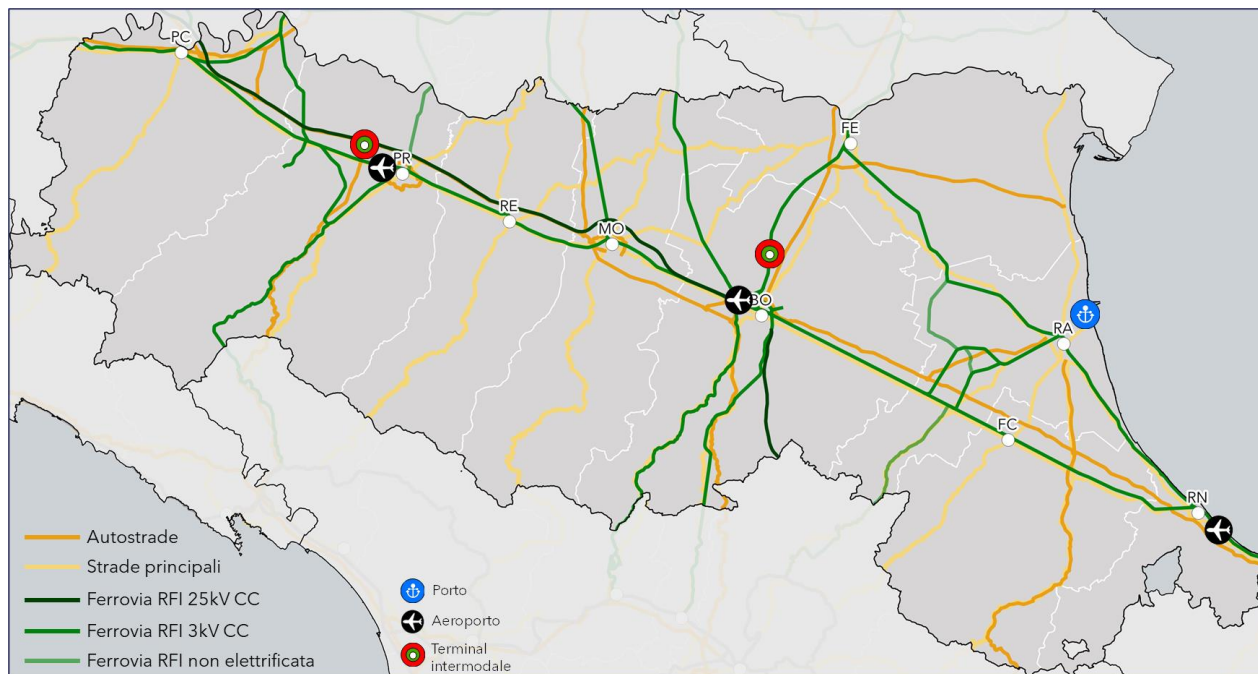 PC
FE
PR
RE
MO
BO
RA
FC
RN
Autostrade
Strade principali
Ferrovia RFI 25kV CC
Ferrovia RFI 3kV CC
Ferrovia RFI non elettrificata
Porto
Aeroporto
Terminal
intermodale